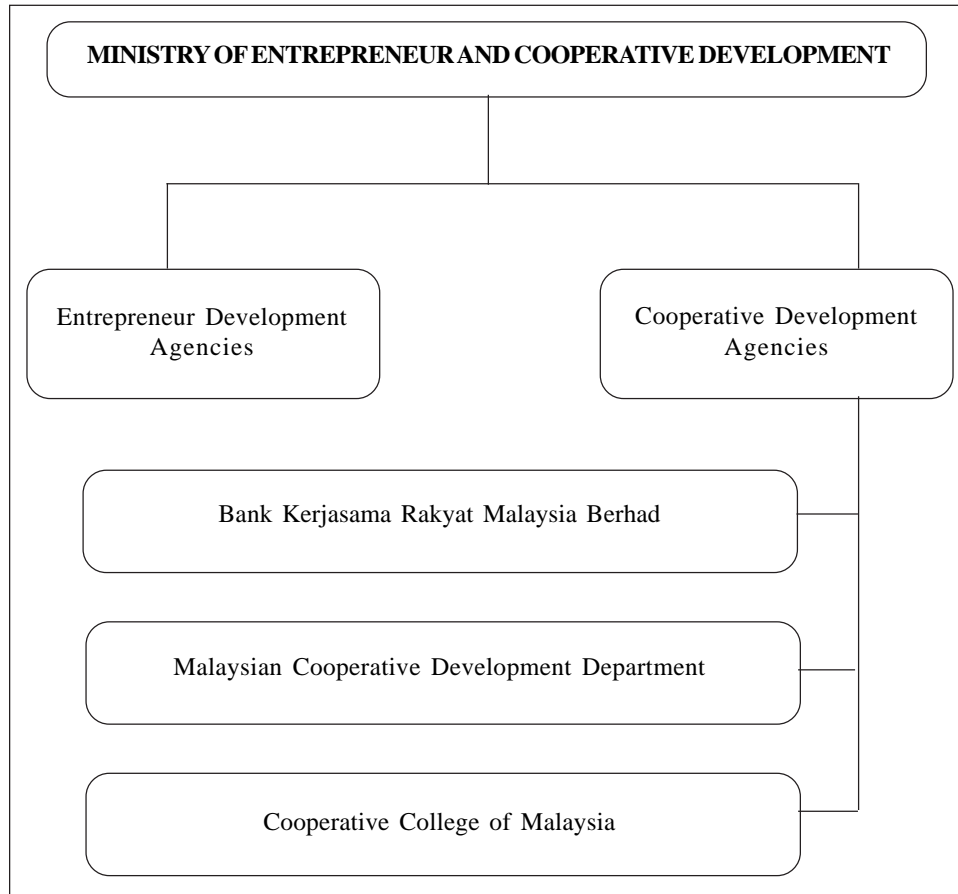 MINISTRY OF ENTREPRENEUR AND COOPERATIVE DEVELOPMENT
Entrepreneur Development
Agencies
Cooperative Development
Agencies
Bank Kerjasama Rakyat Malaysia Berhad
Malaysian Cooperative Development Department
Cooperative College of Malaysia